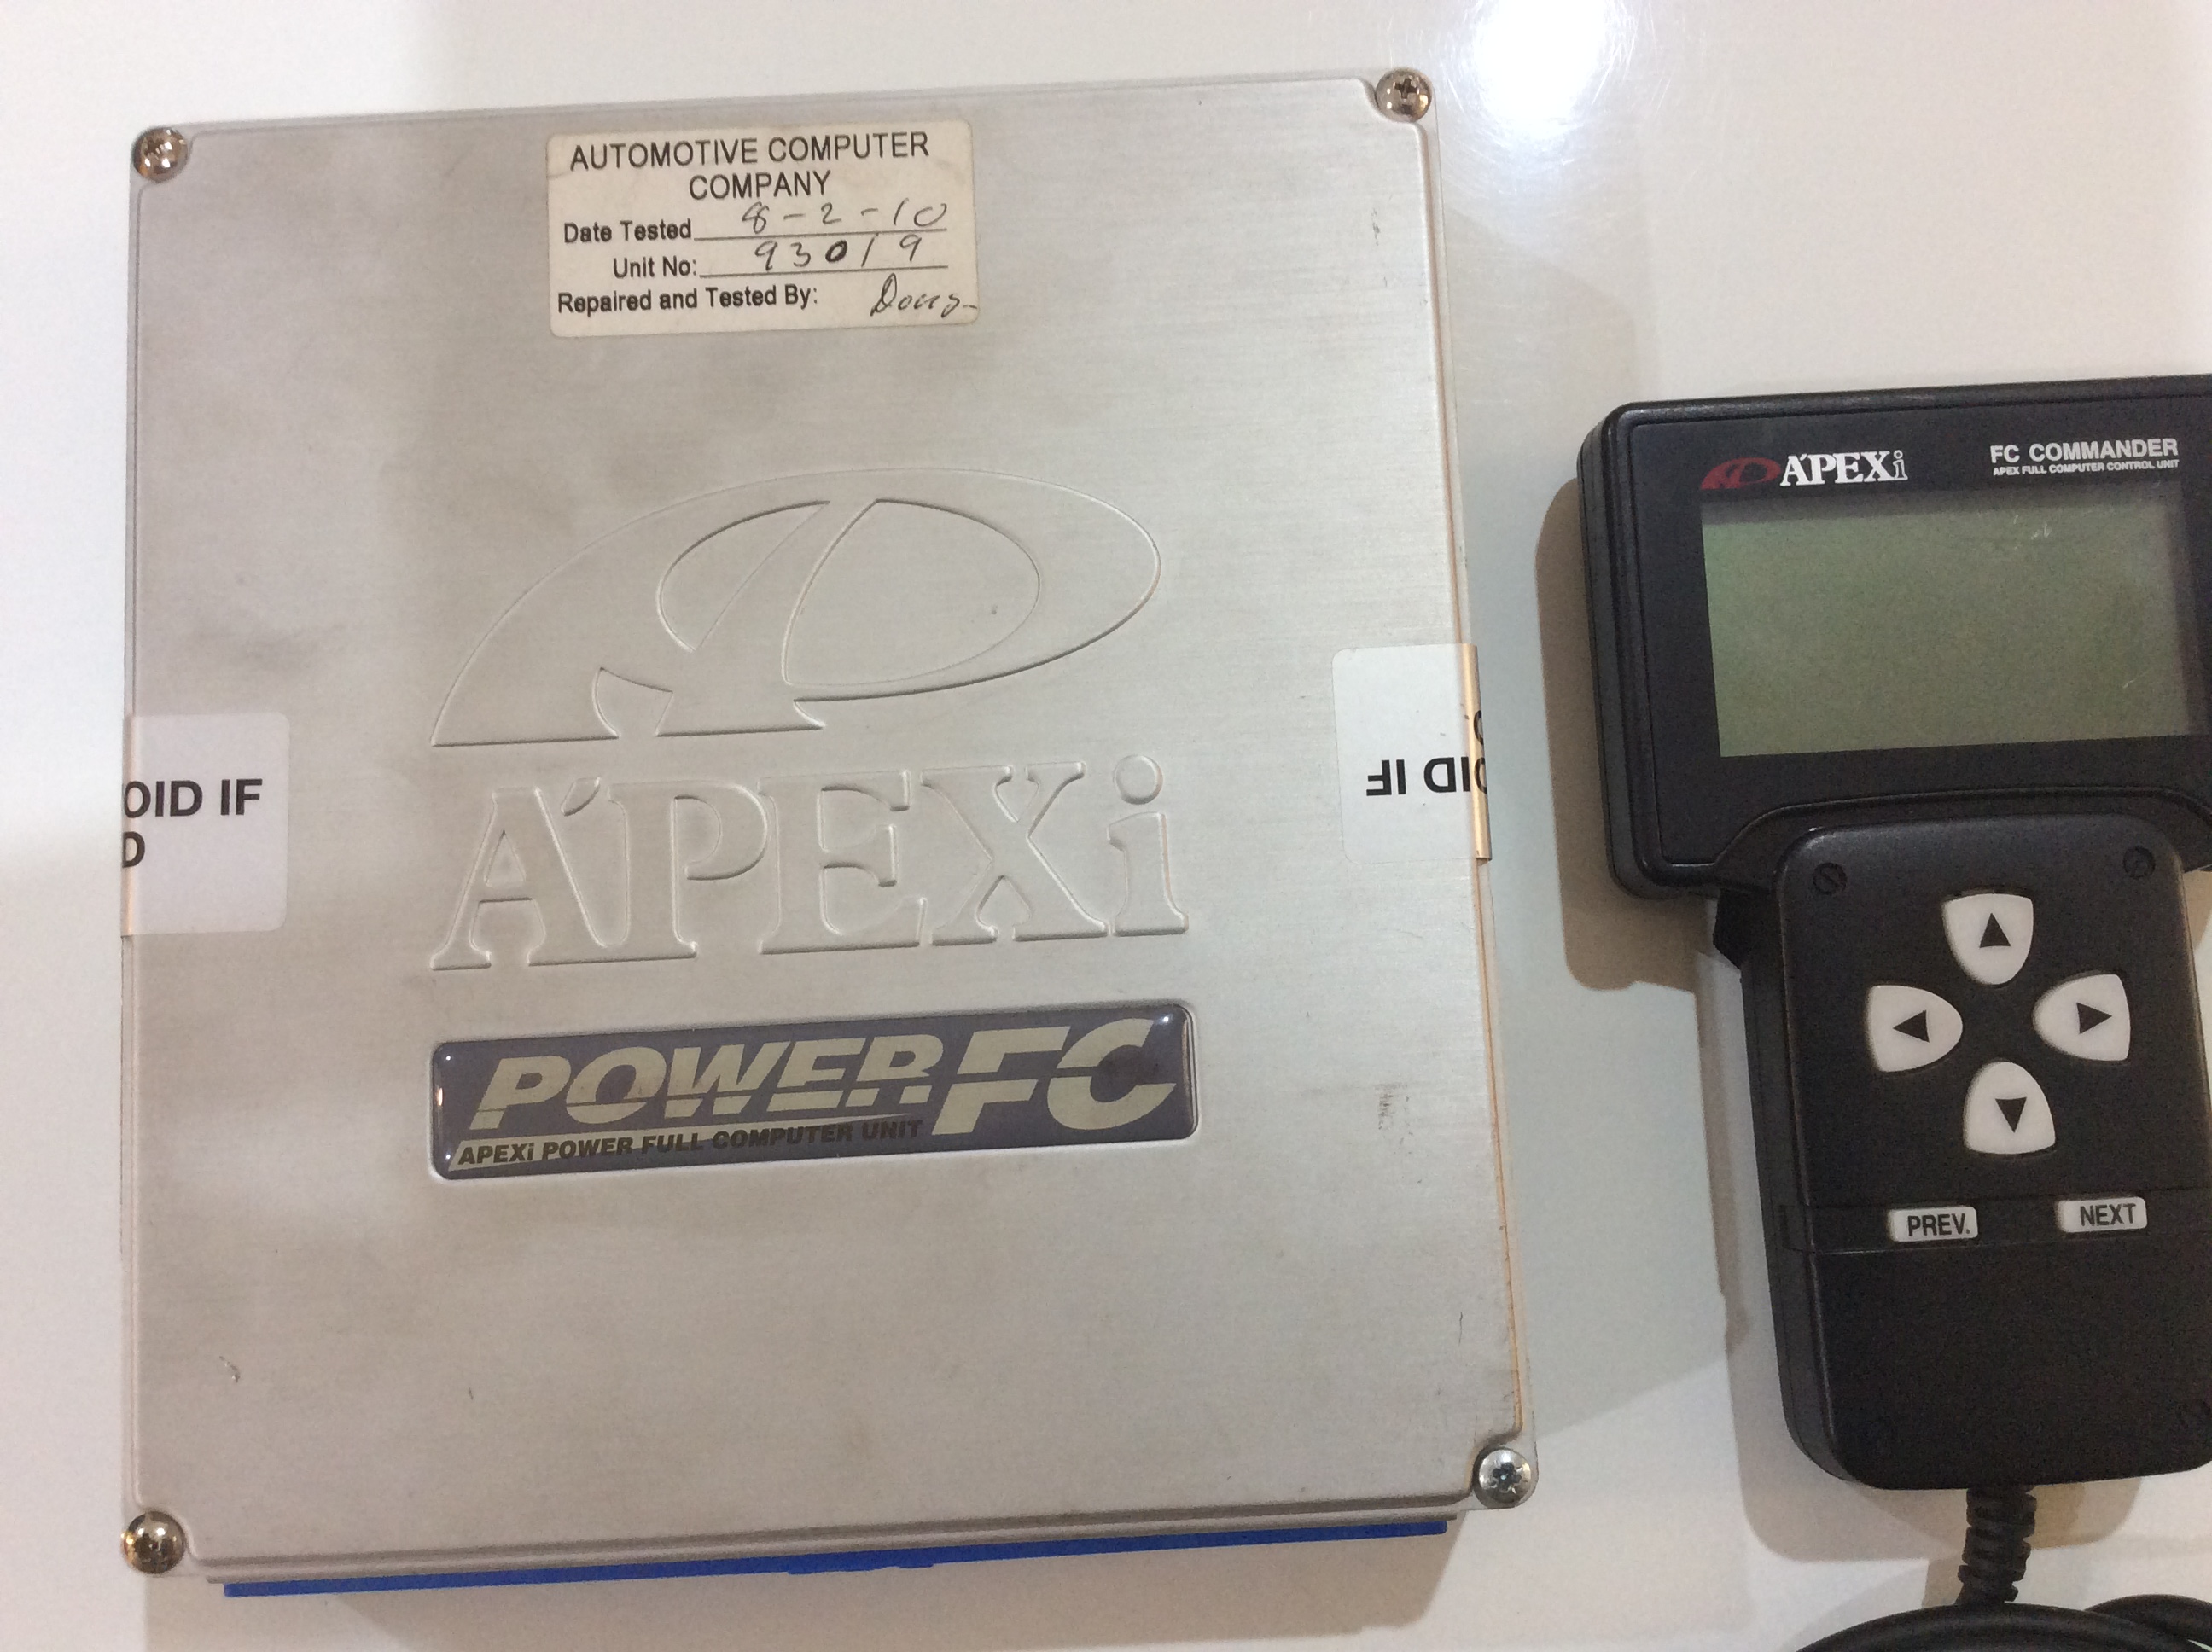 AUTOMOTIVE COMPUTER
COMPANY
Date Tested 8-2-10
Unit No: 93019
Repaired and Tested By: Doug
A'PEXi
POWER FC
APEXi POWER FULL COMPUTER UNIT
OID IF
D
OID IF
A'PEXi
FC COMMANDER
APEX FULL COMPUTER CONTROL UNIT
PREV.
NEXT